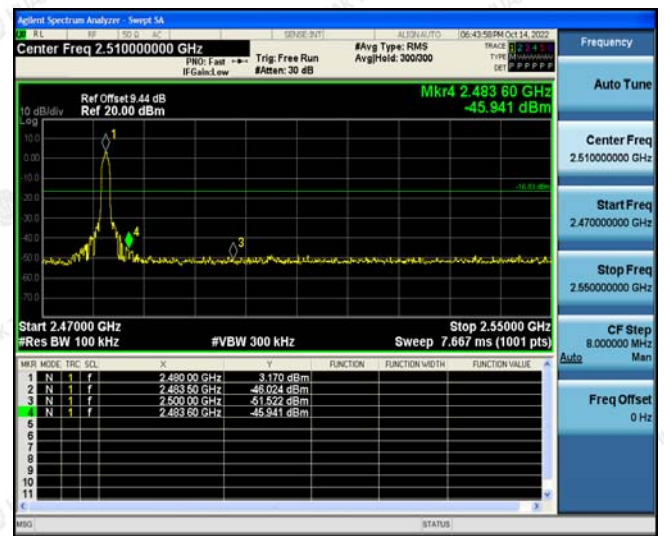 Agilent Spectrum Analyzer - Swept SA
RL RF 50 Ω AC SENSE:INT ALIGNAUTO 06:43:58 PM Oct 14, 2022
Center Freq 2.510000000 GHz
PNO: Fast Trig: Free Run
IFGain:Low #Atten: 30 dB
#Avg Type: RMS
Avg|Hold: 300/300
TRACE 1 2 3 4 5 6
TYPE M
DET P P P P P P
Frequency
Auto Tune
Mkr4 2.483 60 GHz
-45.941 dBm
Ref Offset 9.44 dB
10 dB/div Ref 20.00 dBm
Log
10.0
0.00
-10.0
-20.0
-30.0
-40.0
-50.0
-60.0
-70.0
1
4
3
-16.83 dBm
Center Freq
2.510000000 GHz
Start Freq
2.470000000 GHz
Stop Freq
2.550000000 GHz
CF Step
8.000000 MHz
Auto Man
Freq Offset
0 Hz
Start 2.47000 GHz Stop 2.55000 GHz
#Res BW 100 kHz #VBW 300 kHz Sweep 7.667 ms (1001 pts)
MKR MODE TRC SCL X Y FUNCTION FUNCTION WIDTH FUNCTION VALUE
1 N 1 f 2.480 00 GHz 3.170 dBm
2 N 1 f 2.483 50 GHz -46.024 dBm
3 N 1 f 2.500 00 GHz -51.522 dBm
4 N 1 f 2.483 60 GHz -45.941 dBm
5
6
7
8
9
10
11
MSG STATUS